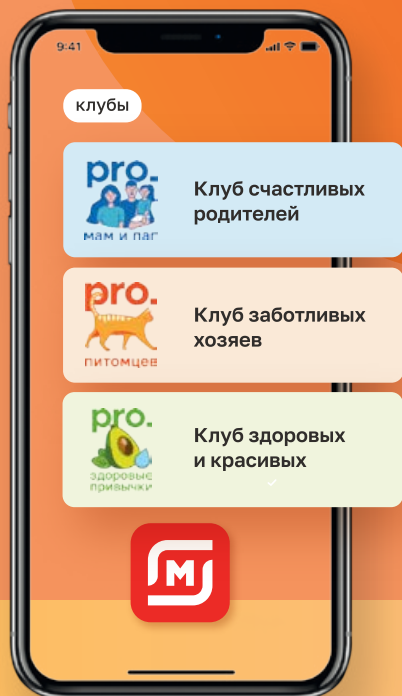 9:41
клубы
pro.
мам и пап
Клуб счастливых
родителей
pro.
питомцев
Клуб заботливых
хозяев
pro.
здоровые
привычки
Клуб здоровых
и красивых
М